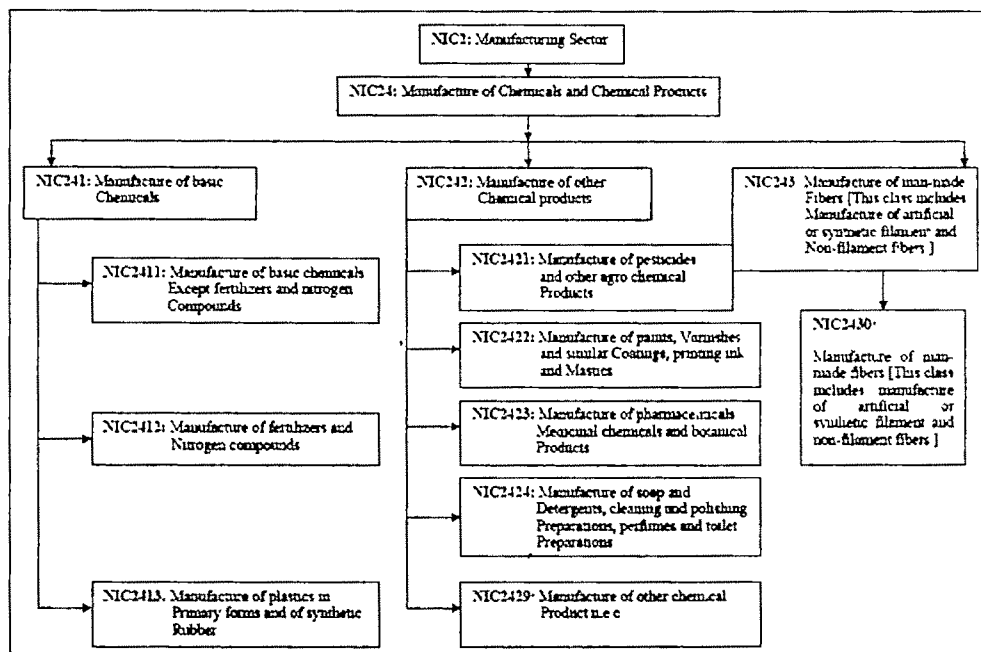 NIC2: Manufacturing Sector
NIC24: Manufacture of Chemicals and Chemical Products
NIC241: Manufacture of basic
Chemicals
NIC2411: Manufacture of basic chemicals
Except fertilizers and nitrogen
Compounds
NIC2412: Manufacture of fertilizers and
Nitrogen compounds
NIC2413. Manufacture of plastics in
Primary forms and of synthetic
Rubber
NIC242: Manufacture of other
Chemical products
NIC2421: Manufacture of pesticides
and other agro chemical
Products
NIC2422: Manufacture of paints, Varnishes
and similar Coatings, printing ink
and Mastics
NIC2423: Manufacture of pharmaceuticals
Medicinal chemicals and botanical
Products
NIC2424: Manufacture of soap and
Detergents, cleaning and polishing
Preparations, perfumes and toilet
Preparations
NIC2429: Manufacture of other chemical
Product n.e.c
NIC243 Manufacture of man-made
Fibers [This class includes
Manufacture of artificial
or synthetic filament and
Non-filament fibers ]
NIC2430:
Manufacture of man-
made fibers [This class
includes manufacture
of artificial or
synthetic filament and
non-filament fibers ]